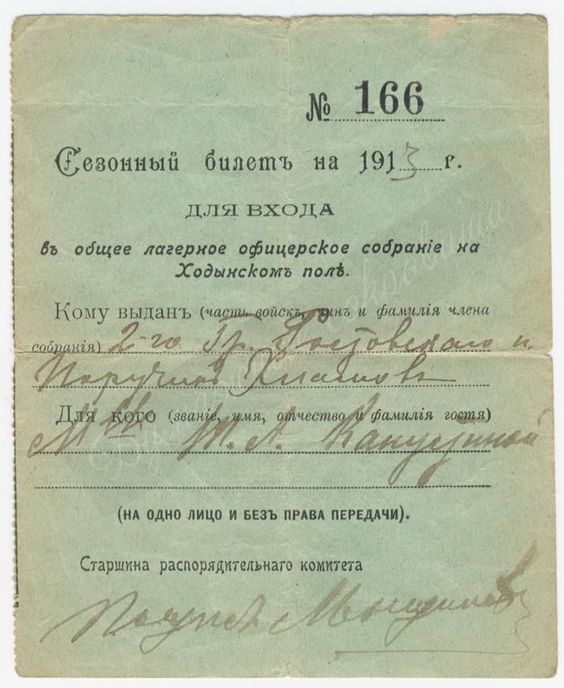 № 166
Сезонный билетъ на 1913 г.
ДЛЯ ВХОДА
въ общее лагерное офицерское собраніе на
Ходынскомъ полѣ.
Кому выданъ (часть войскъ, чинъ и фамилія члена
собранія) 2-го Гр. Ростовскаго п.
Поручикъ
Для кого (званіе, имя, отчество и фамилія гостя)
(НА ОДНО ЛИЦО И БЕЗЪ ПРАВА ПЕРЕДАЧИ).
Старшина распорядительнаго комитета